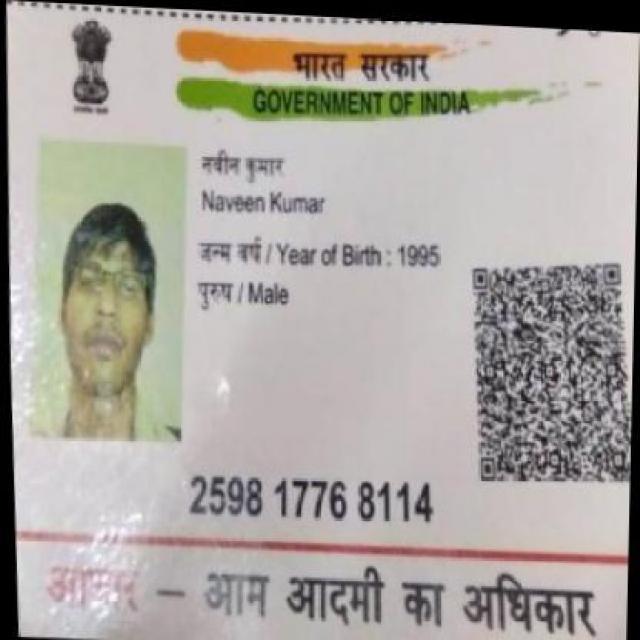 भारत सरकार
GOVERNMENT OF INDIA
नवीन कुमार
Naveen Kumar
जन्म वर्ष / Year of Birth : 1995
पुरुष / Male
2598 1776 8114
– आम आदमी का अधिकार